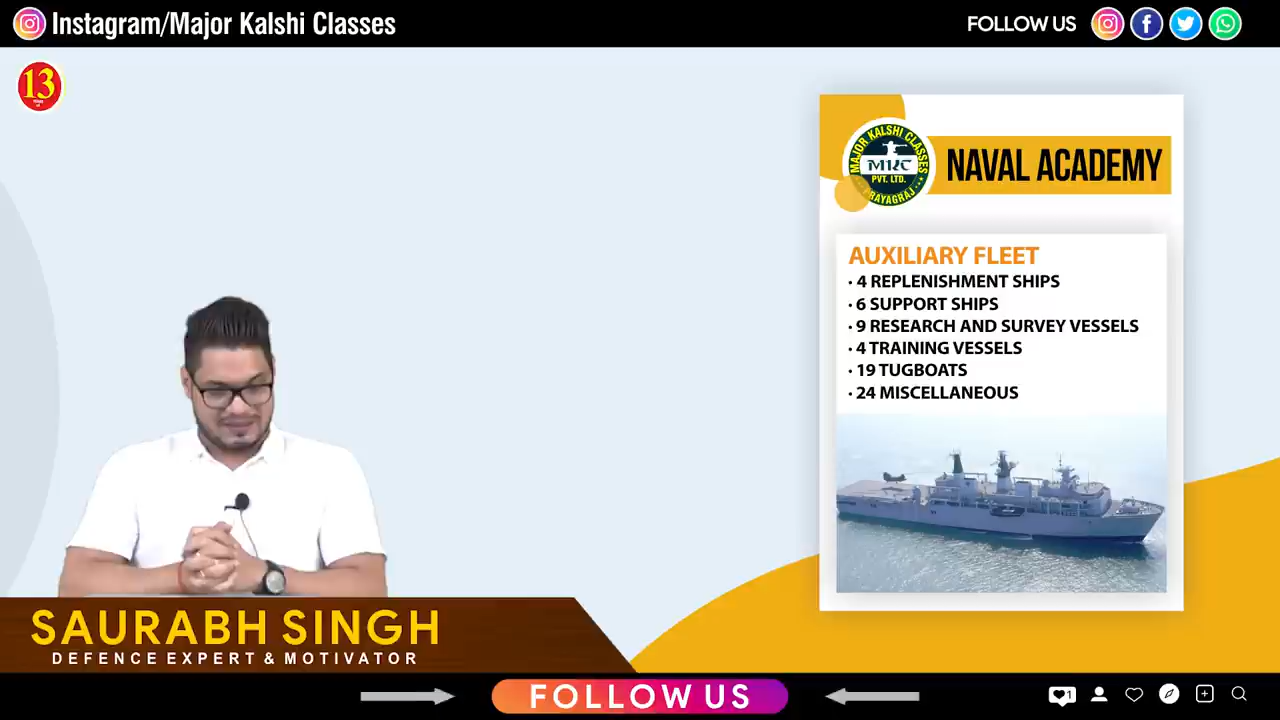 Instagram/Major Kalshi Classes
FOLLOW US
13
MAJOR KALSHI CLASSES
MKC
PVT. LTD.
PRAYAGRAJ
NAVAL ACADEMY
AUXILIARY FLEET
· 4 REPLENISHMENT SHIPS
· 6 SUPPORT SHIPS
· 9 RESEARCH AND SURVEY VESSELS
· 4 TRAINING VESSELS
· 19 TUGBOATS
· 24 MISCELLANEOUS
SAURABH SINGH
DEFENCE EXPERT & MOTIVATOR
FOLLOW US
1